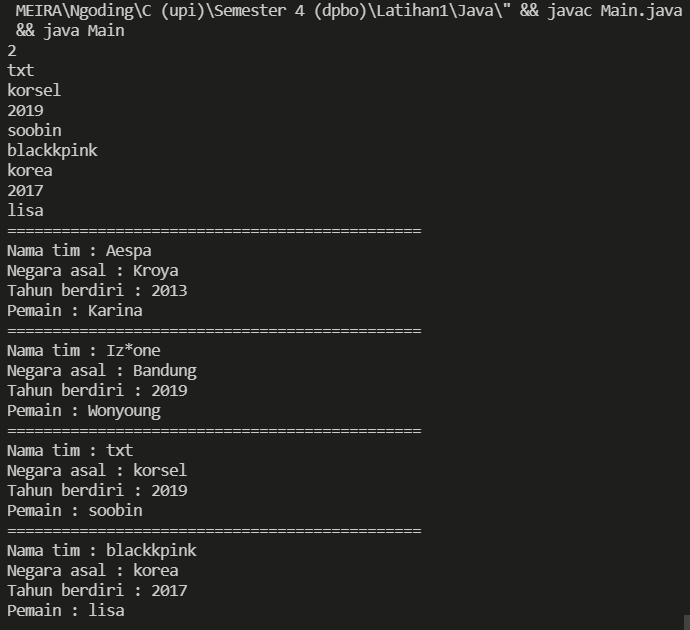 MEIRA\Ngoding\C (upi)\Semester 4 (dpbo)\Latihan1\Java\" && javac Main.java
&& java Main
2
txt
korsel
2019
soobin
blackkpink
korea
2017
lisa
==============================================
Nama tim : Aespa
Negara asal : Kroya
Tahun berdiri : 2013
Pemain : Karina
==============================================
Nama tim : Iz*one
Negara asal : Bandung
Tahun berdiri : 2019
Pemain : Wonyoung
==============================================
Nama tim : txt
Negara asal : korsel
Tahun berdiri : 2019
Pemain : soobin
==============================================
Nama tim : blackkpink
Negara asal : korea
Tahun berdiri : 2017
Pemain : lisa